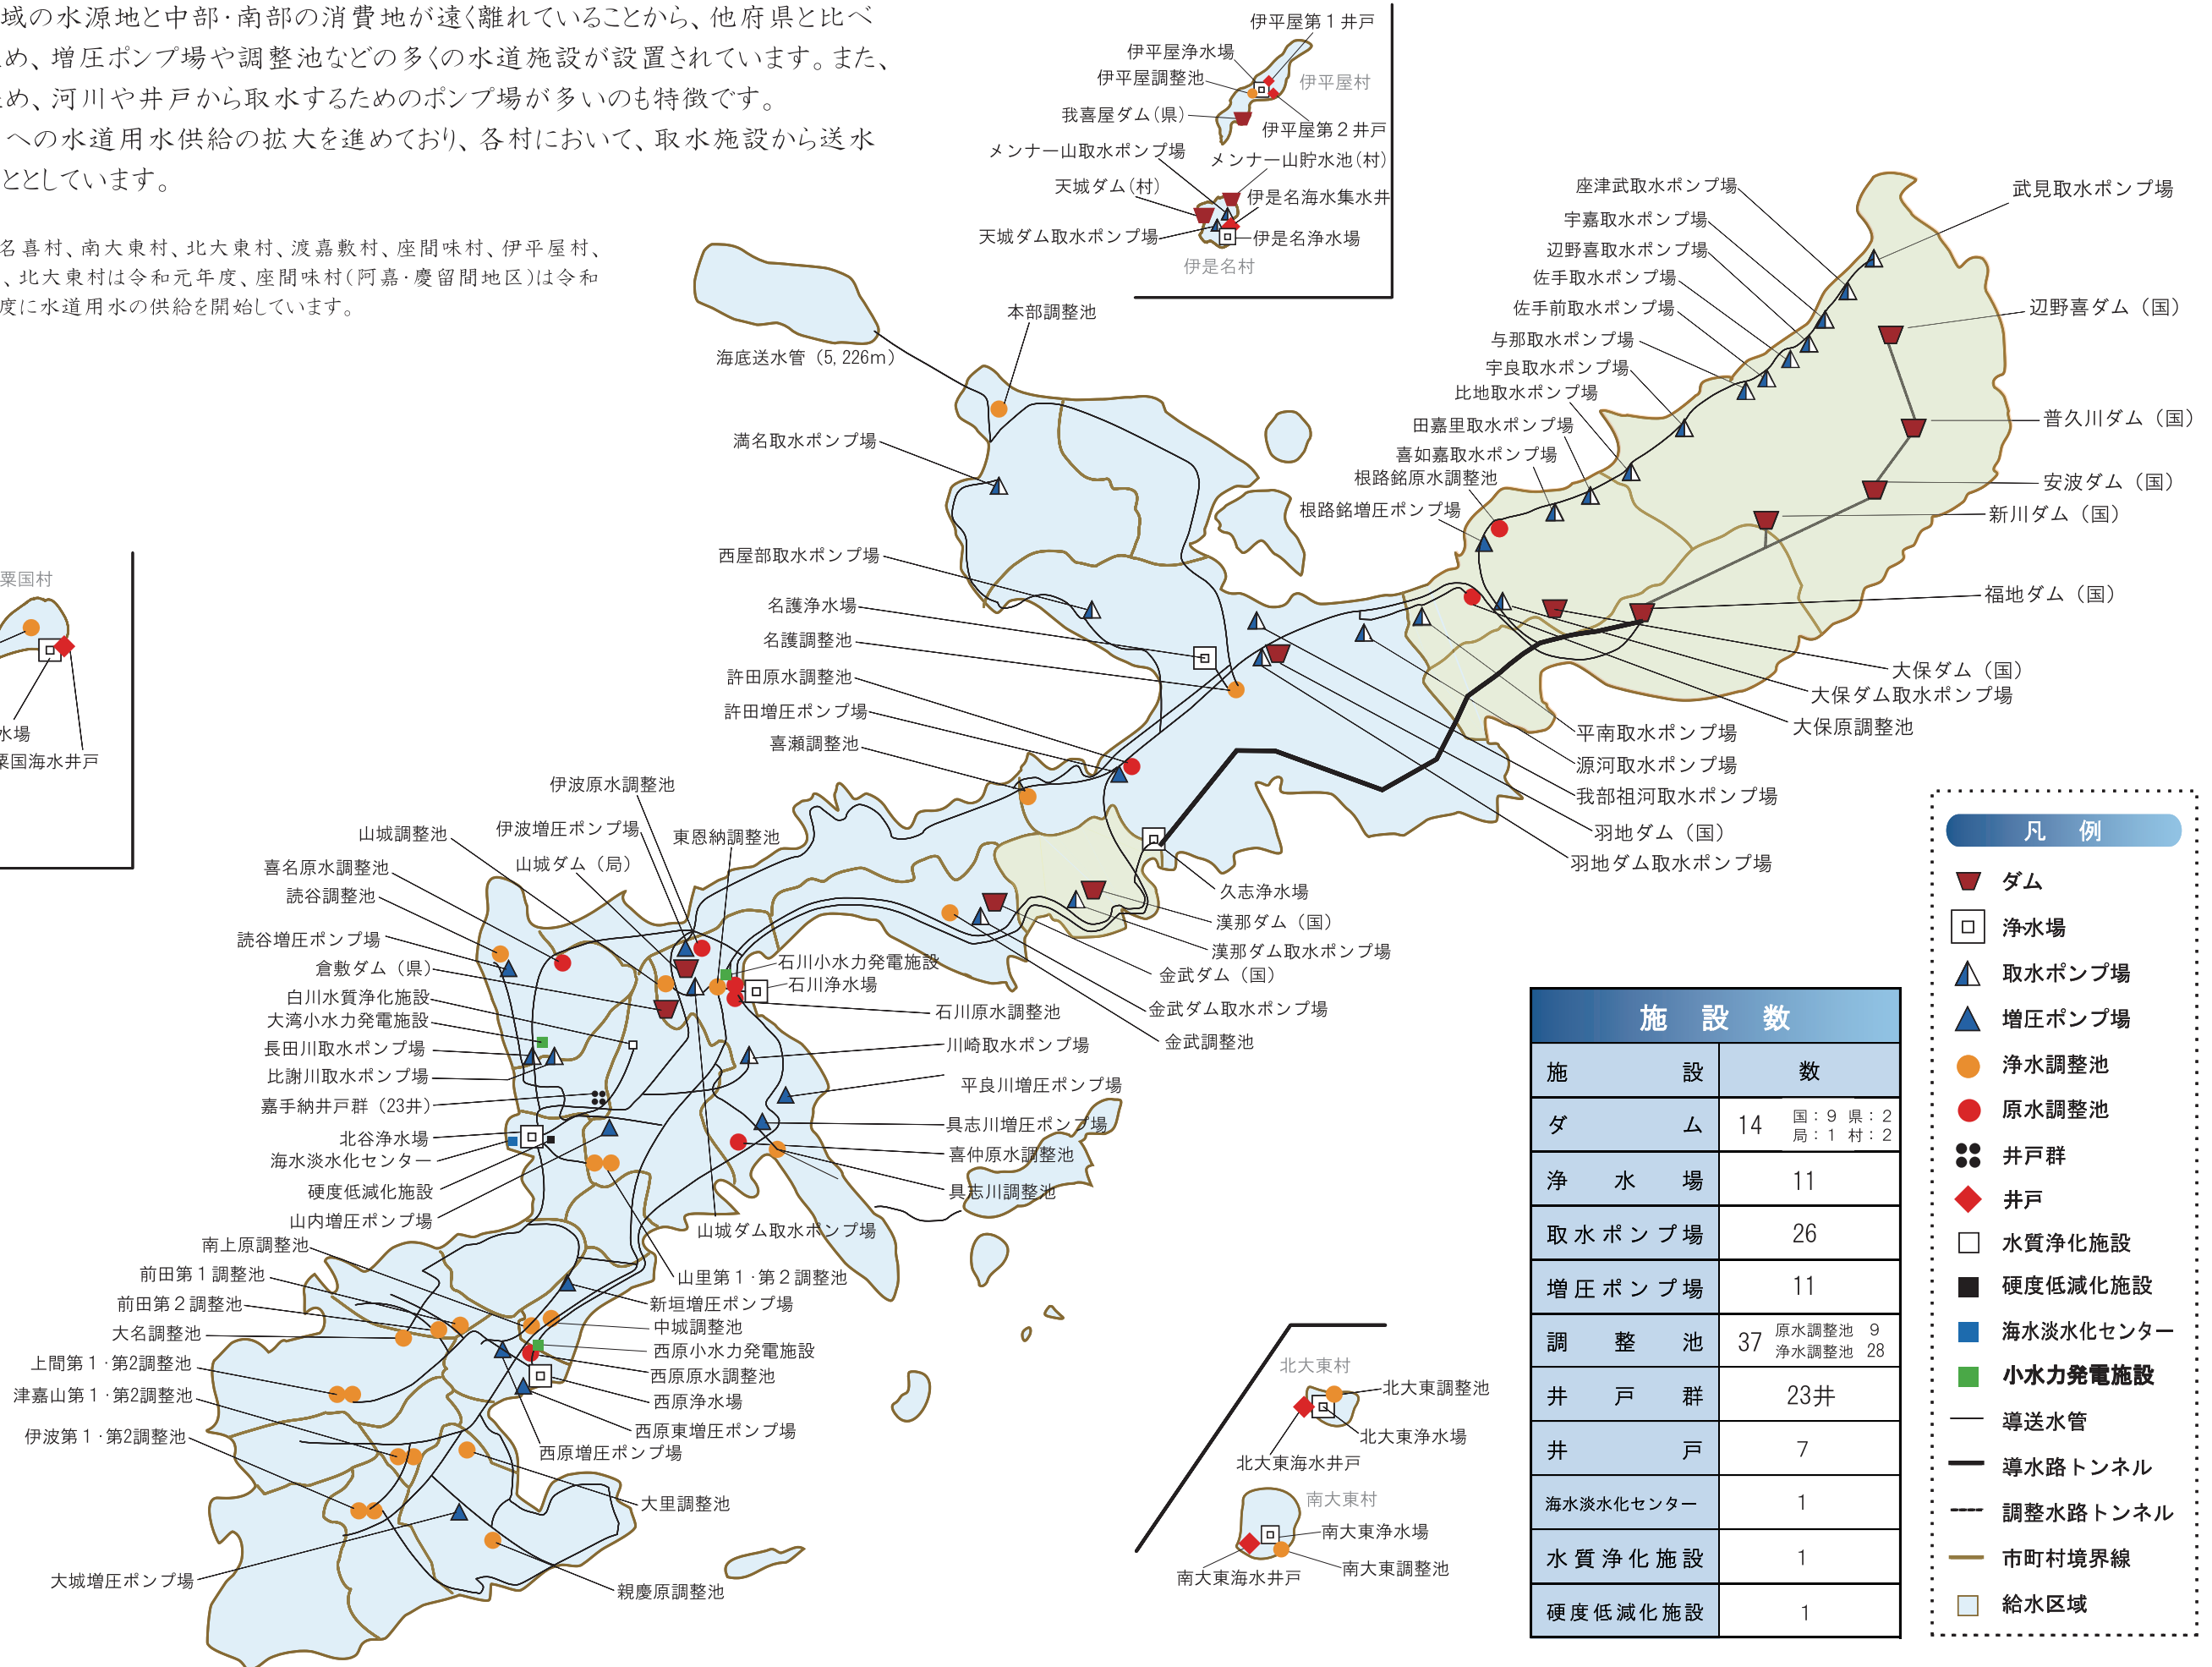 域の水源地と中部・南部の消費地が遠く離れていることから、他府県と比べ
め、増圧ポンプ場や調整池などの多くの水道施設が設置されています。また、
め、河川や井戸から取水するためのポンプ場が多いのも特徴です。
への水道用水供給の拡大を進めており、各村において、取水施設から送水
ととしています。
名喜村、南大東村、北大東村、渡嘉敷村、座間味村、伊平屋村、
、北大東村は令和元年度、座間味村(阿嘉・慶留間地区)は令和
度に水道用水の供給を開始しています。
伊平屋第1井戸
伊平屋浄水場
伊平屋調整池
伊平屋村
我喜屋ダム(県)
伊平屋第2井戸
メンナー山取水ポンプ場
メンナー山貯水池(村)
天城ダム(村)
伊是名海水集水井
天城ダム取水ポンプ場
伊是名浄水場
伊是名村
座津武取水ポンプ場
武見取水ポンプ場
宇嘉取水ポンプ場
辺野喜取水ポンプ場
佐手取水ポンプ場
佐手前取水ポンプ場
与那取水ポンプ場
宇良取水ポンプ場
比地取水ポンプ場
田嘉里取水ポンプ場
喜如嘉取水ポンプ場
根路銘原水調整池
根路銘増圧ポンプ場
辺野喜ダム(国)
普久川ダム(国)
安波ダム(国)
新川ダム(国)
福地ダム(国)
大保ダム(国)
大保ダム取水ポンプ場
大保原調整池
平南取水ポンプ場
源河取水ポンプ場
我部祖河取水ポンプ場
羽地ダム(国)
羽地ダム取水ポンプ場
本部調整池
海底送水管(5,226m)
満名取水ポンプ場
西屋部取水ポンプ場
名護浄水場
名護調整池
許田原水調整池
許田増圧ポンプ場
喜瀬調整池
久志浄水場
漢那ダム(国)
漢那ダム取水ポンプ場
金武ダム(国)
金武ダム取水ポンプ場
金武調整池
粟国村
水場
粟国海水井戸
伊波原水調整池
伊波増圧ポンプ場
東恩納調整池
山城調整池
山城ダム(局)
喜名原水調整池
読谷調整池
読谷増圧ポンプ場
倉敷ダム(県)
白川水質浄化施設
大湾小水力発電施設
長田川取水ポンプ場
比謝川取水ポンプ場
嘉手納井戸群(23井)
北谷浄水場
海水淡水化センター
硬度低減化施設
山内増圧ポンプ場
石川小水力発電施設
石川浄水場
石川原水調整池
川崎取水ポンプ場
平良川増圧ポンプ場
具志川増圧ポンプ場
喜仲原水調整池
具志川調整池
山城ダム取水ポンプ場
南上原調整池
前田第1調整池
前田第2調整池
大名調整池
上間第1・第2調整池
津嘉山第1・第2調整池
伊波第1・第2調整池
大城増圧ポンプ場
山里第1・第2調整池
新垣増圧ポンプ場
中城調整池
西原小水力発電施設
西原原水調整池
西原浄水場
西原東増圧ポンプ場
西原増圧ポンプ場
大里調整池
親慶原調整池
北大東村
北大東調整池
北大東浄水場
北大東海水井戸
南大東村
南大東浄水場
南大東調整池
南大東海水井戸
施設数
施設 数
ダム 14 国:9 県:2
局:1 村:2
浄水場 11
取水ポンプ場 26
増圧ポンプ場 11
調整池 37 原水調整池 9
浄水調整池 28
井戸群 23井
井戸 7
海水淡水化センター 1
水質浄化施設 1
硬度低減化施設 1
凡例
ダム
浄水場
取水ポンプ場
増圧ポンプ場
浄水調整池
原水調整池
井戸群
井戸
水質浄化施設
硬度低減化施設
海水淡水化センター
小水力発電施設
導送水管
導水路トンネル
調整水路トンネル
市町村境界線
給水区域